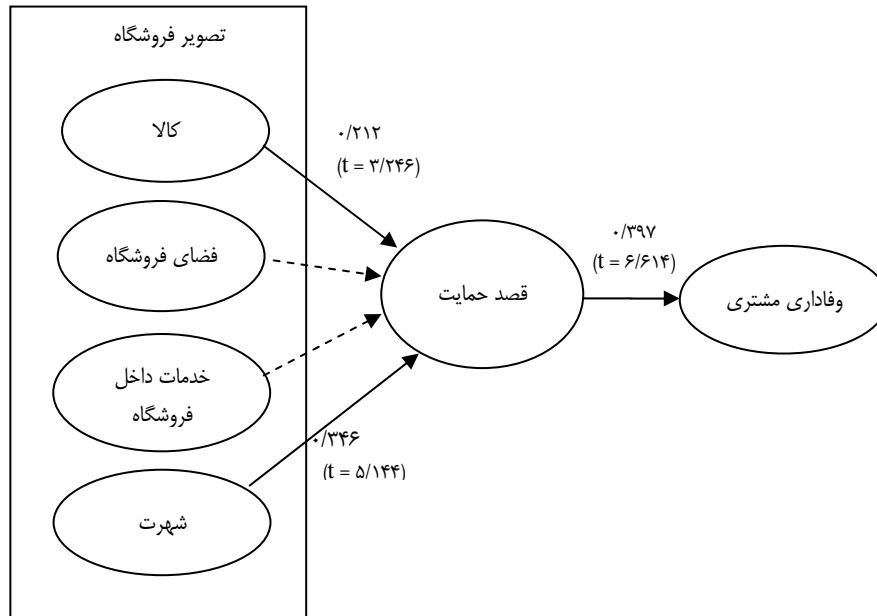 تصویر فروشگاه
کالا
۰/۲۱۲
(t = ۳/۲۴۶)
فضای فروشگاه
قصد حمایت
۰/۳۹۷
(t = ۶/۶۱۴)
وفاداری مشتری
خدمات داخل
فروشگاه
۰/۳۴۶
(t = ۵/۱۴۴)
شهرت